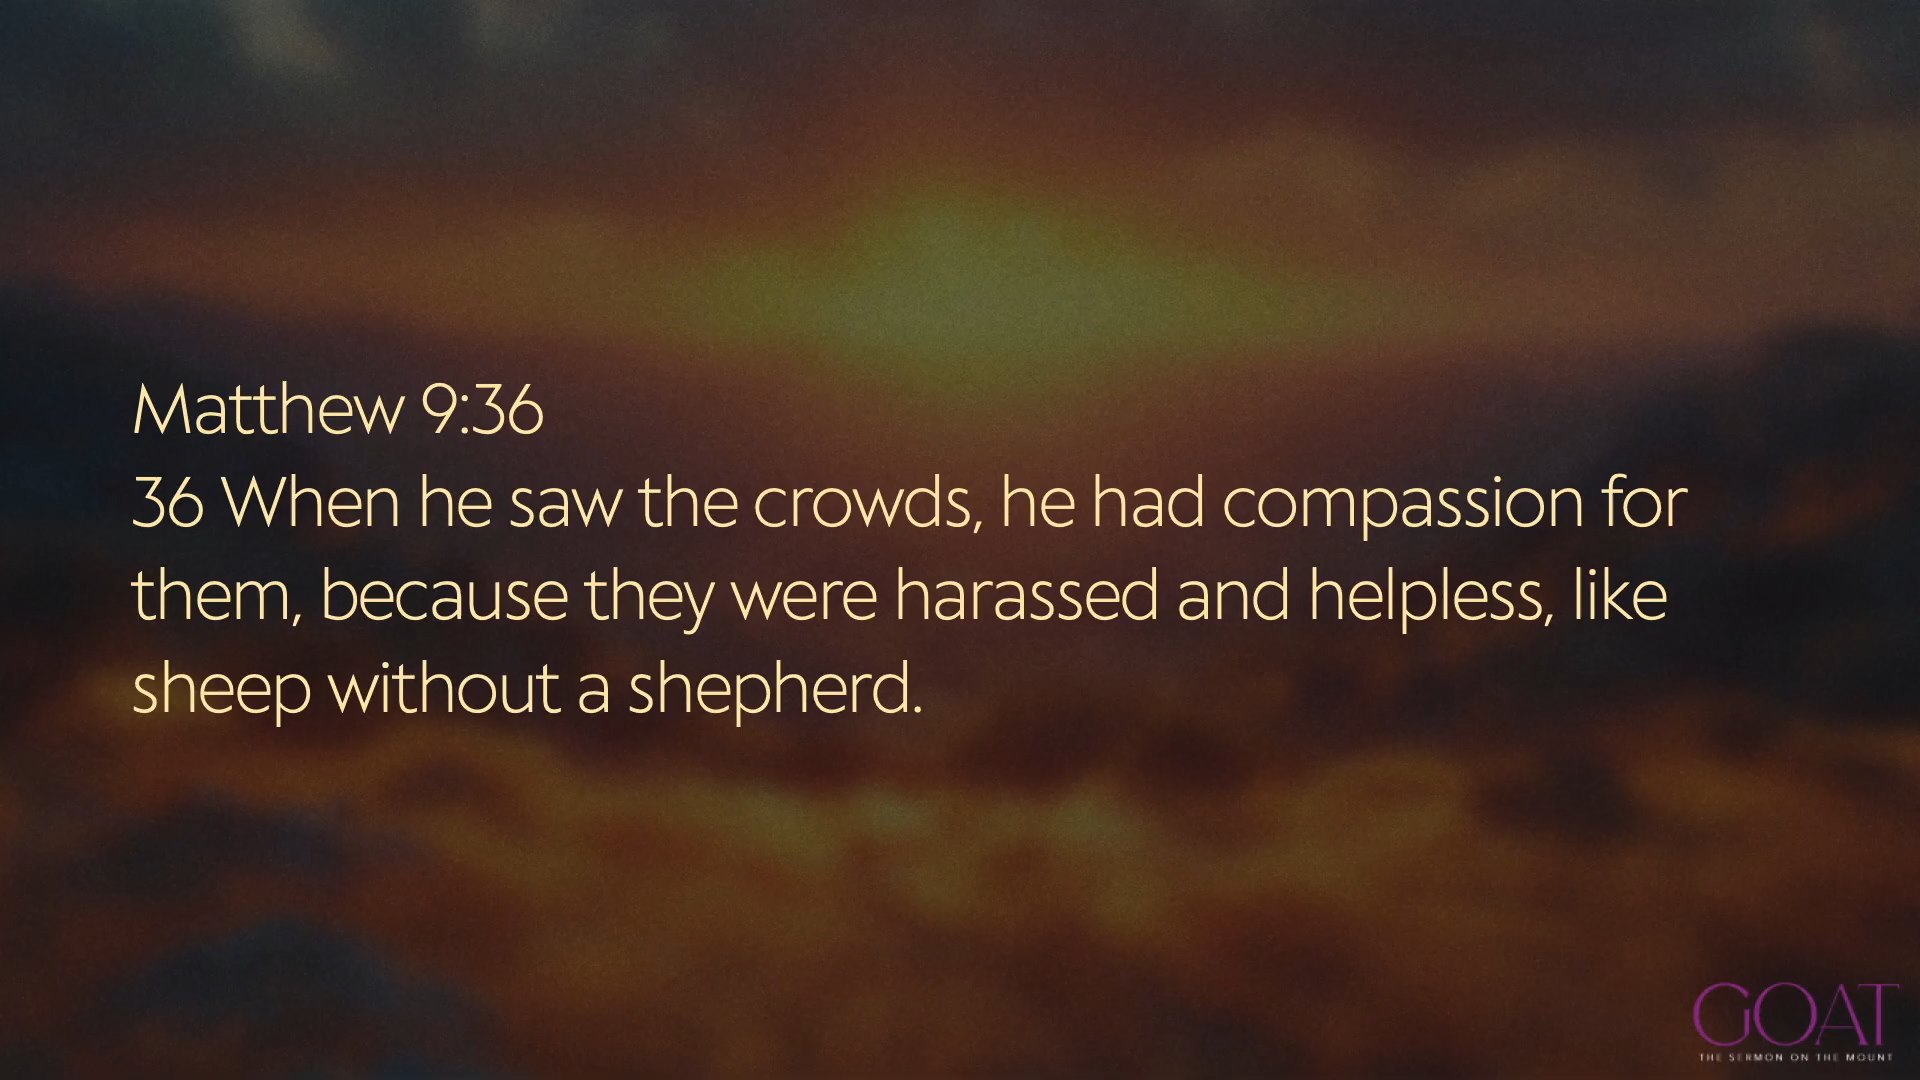 Matthew 9:36
36 When he saw the crowds, he had compassion for
them, because they were harassed and helpless, like
sheep without a shepherd.
GOAT
THE SERMON ON THE MOUNT